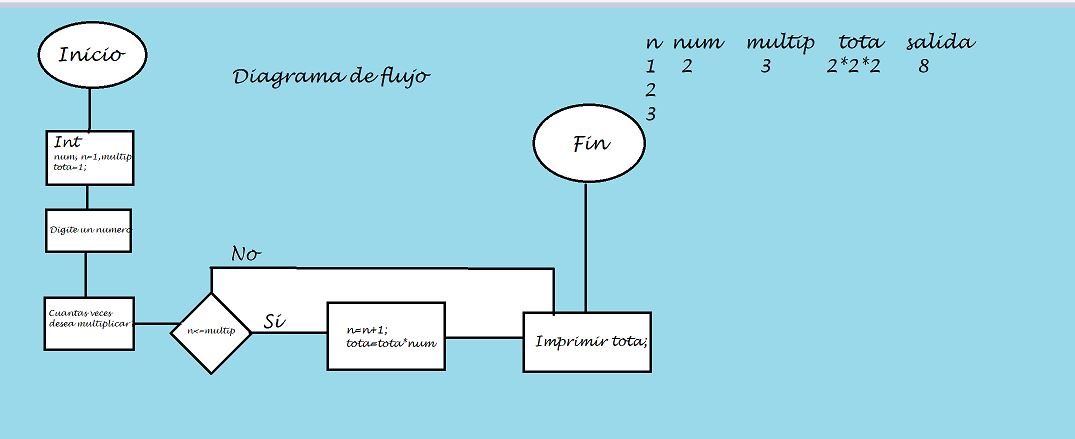 Inicio
Diagrama de flujo
n num multip tota salida
1 2 3 2*2*2 8
2
3
Fin
Int
num, n=1,multip
tota=1;
Digite un numero
Cuantas veces
desea multiplicar?
No
n<=multip
Si
n=n+1;
tota=tota*num
Imprimir tota;